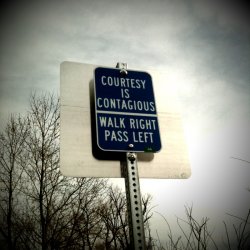 COURTESY
IS
CONTAGIOUS
WALK RIGHT
PASS LEFT